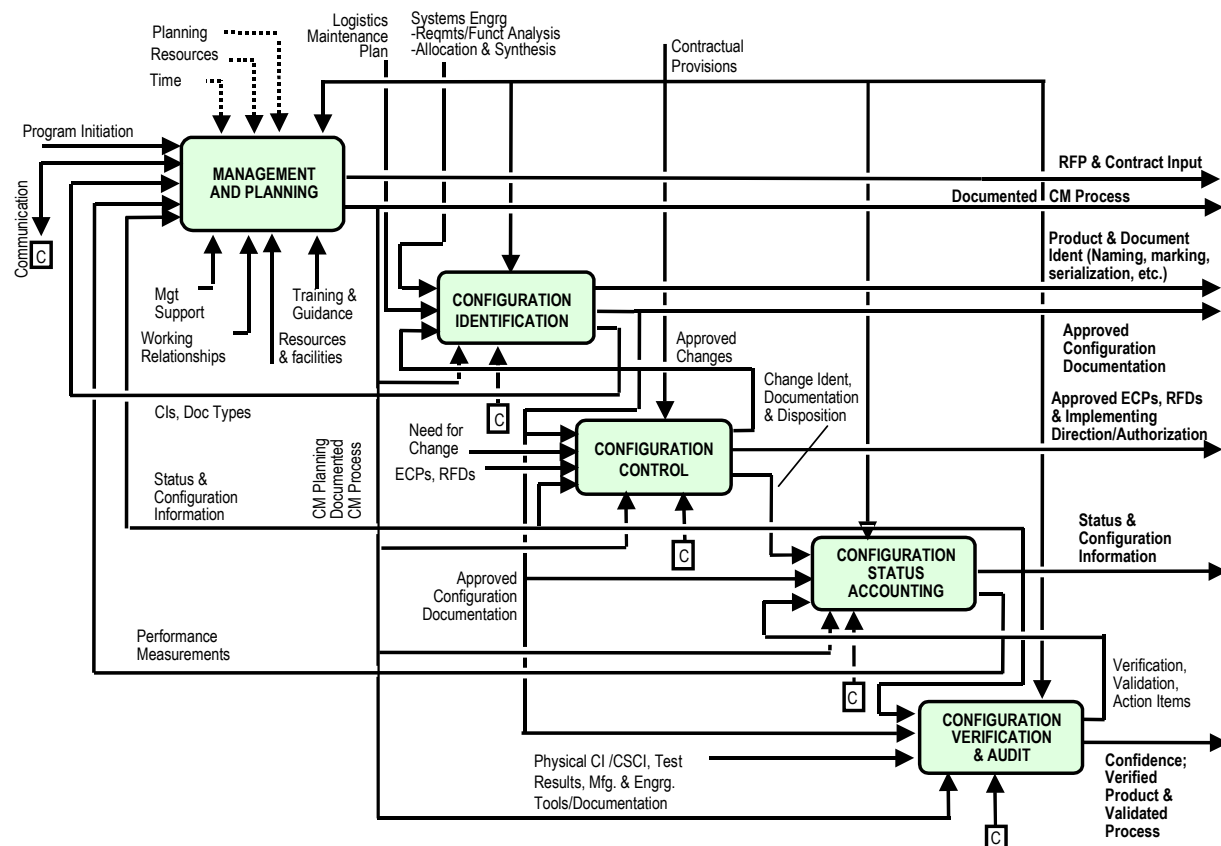 Planning
Resources
Time
Logistics
Maintenance
Plan
Systems Engrg
-Reqmts/Funct Analysis
-Allocation & Synthesis
Contractual
Provisions
Program Initiation
Communication
C
MANAGEMENT
AND PLANNING
RFP & Contract Input
Documented CM Process
Mgt
Support
Working
Relationships
Training &
Guidance
Resources
& facilities
Product & Document
Ident (Naming, marking,
serialization, etc.)
CONFIGURATION
IDENTIFICATION
Approved
Configuration
Documentation
Approved
Changes
CIs, Doc Types
C
Change Ident,
Documentation
& Disposition
Need for
Change
ECPs, RFDs
CONFIGURATION
CONTROL
Approved ECPs, RFDs
& Implementing
Direction/Authorization
CM Planning
Documented
CM Process
Status &
Configuration
Information
C
Status &
Configuration
Information
CONFIGURATION
STATUS
ACCOUNTING
Approved
Configuration
Documentation
Performance
Measurements
C
Verification,
Validation,
Action Items
CONFIGURATION
VERIFICATION
& AUDIT
Physical CI /CSCI, Test
Results, Mfg. & Engrg.
Tools/Documentation
Confidence;
Verified
Product &
Validated
Process
C